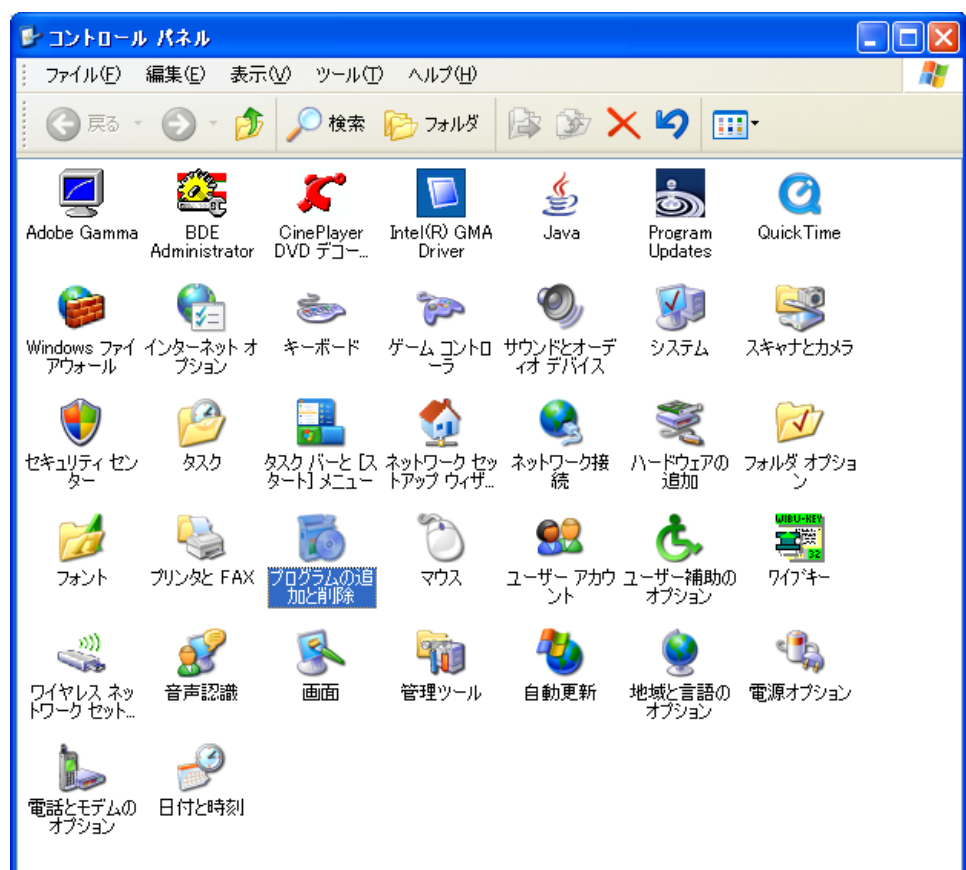 コントロール パネル
ファイル(F) 編集(E) 表示(V) ツール(T) ヘルプ(H)
戻る 検索 フォルダ
Adobe Gamma
BDE
Administrator
CinePlayer
DVD デコー...
Intel(R) GMA
Driver
Java
Program
Updates
QuickTime
Windows ファイ
アウォール
インターネット オ
プション
キーボード
ゲーム コントロ
ーラ
サウンドとオーデ
ィオ デバイス
システム
スキャナとカメラ
セキュリティ セン
ター
タスク
タスク バーと [ス
タート] メニュー
ネットワーク セッ
トアップ ウィザ...
ネットワーク接
続
ハードウェアの
追加
フォルダ オプショ
ン
フォント
プリンタと FAX
プログラムの追
加と削除
マウス
ユーザー アカウ
ント
ユーザー補助の
オプション
WIBU-KEY
32
ワイブキー
ワイヤレス ネッ
トワーク セット...
音声認識
画面
管理ツール
自動更新
地域と言語の
オプション
電源オプション
電話とモデムの
オプション
日付と時刻